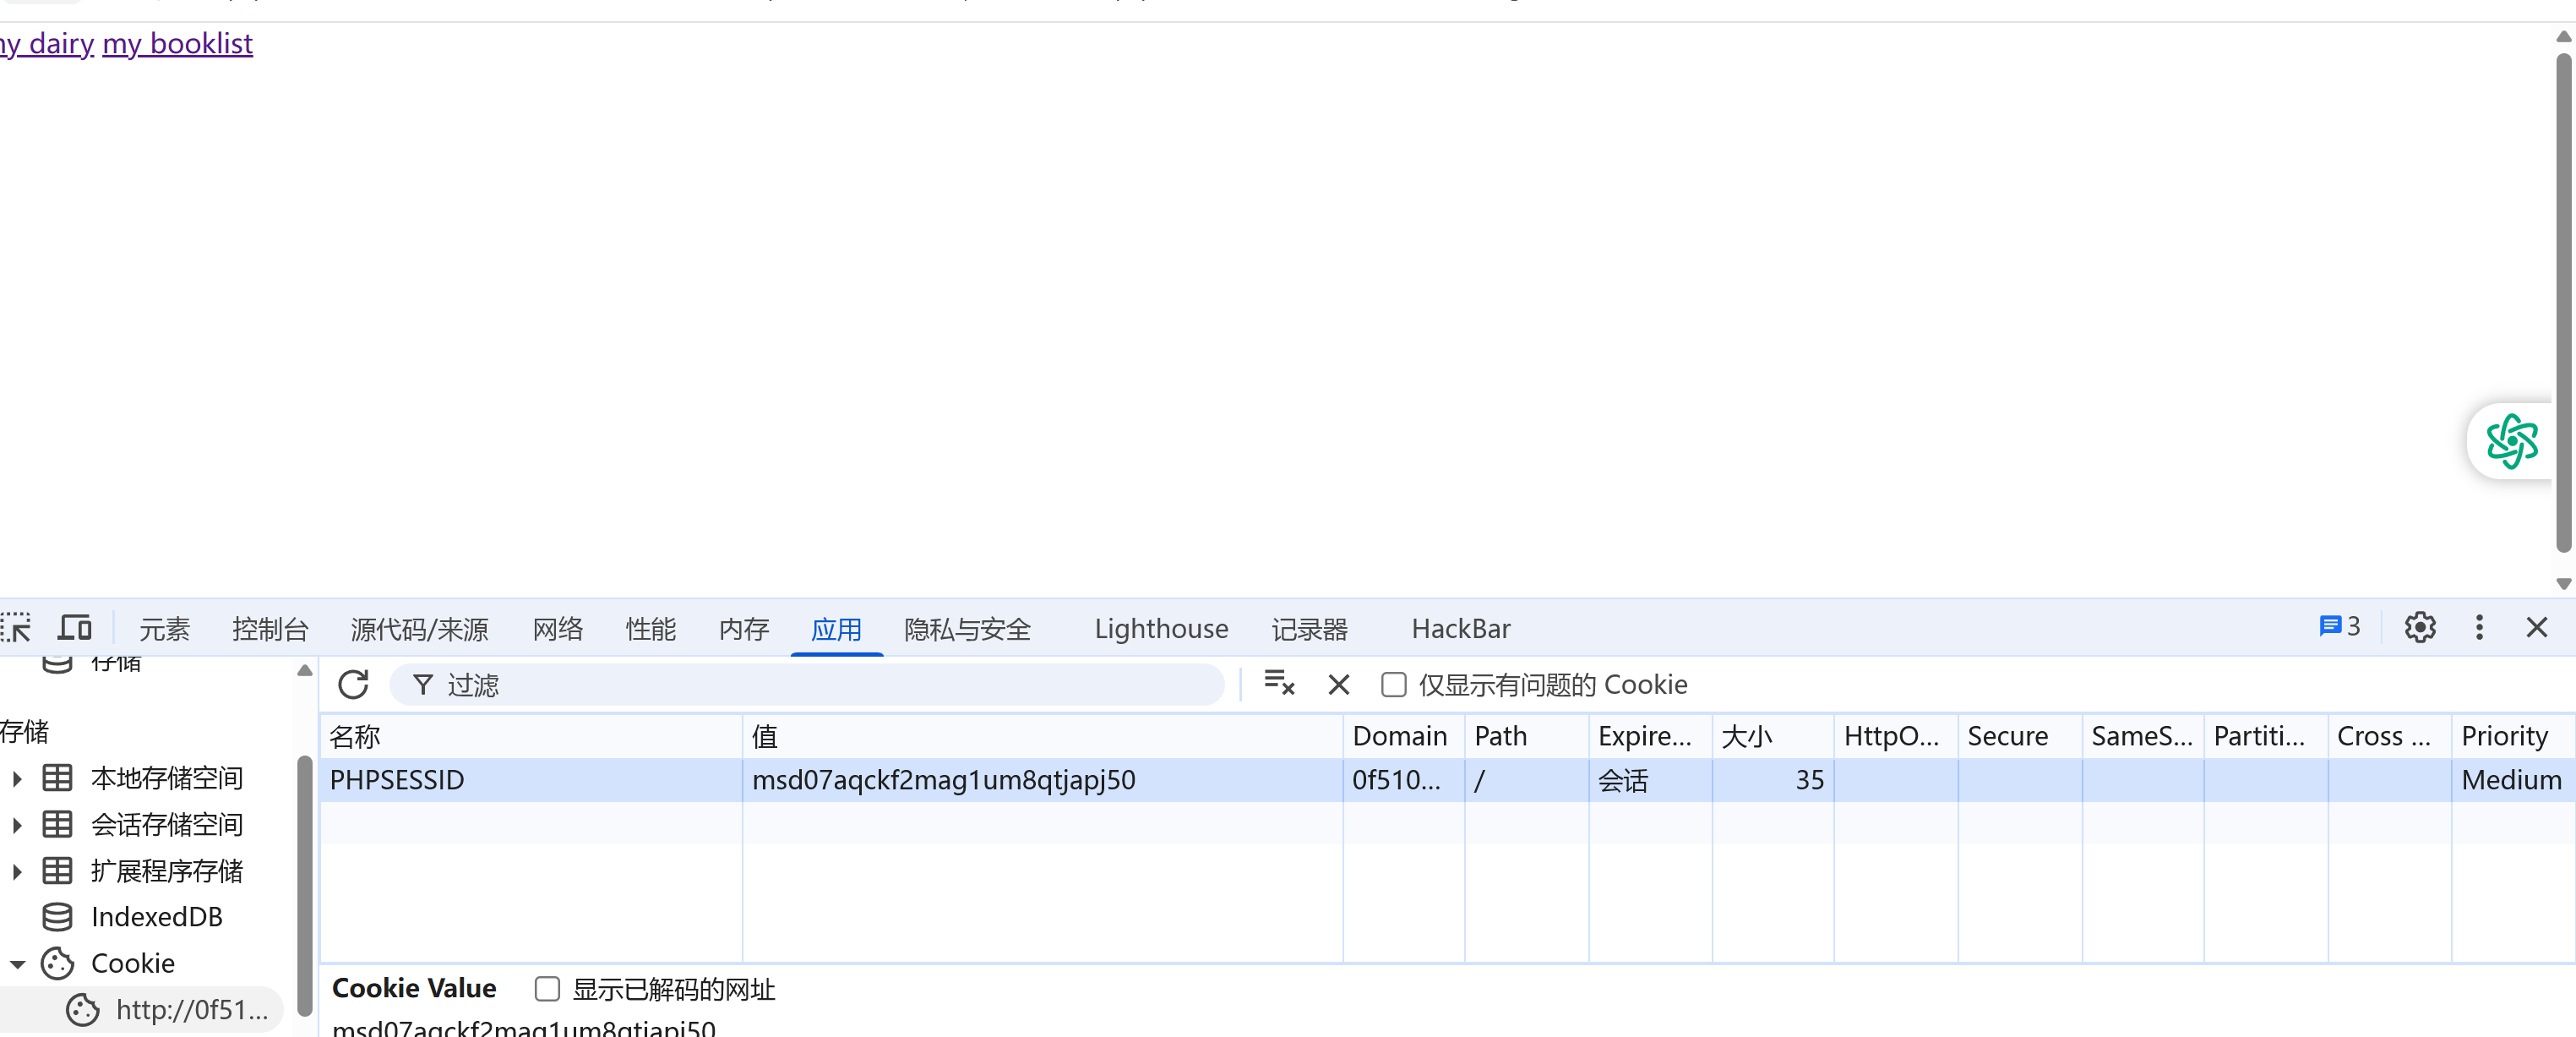 my dairy my booklist
元素 控制台 源代码/来源 网络 性能 内存 应用 隐私与安全 Lighthouse 记录器 HackBar 3
存储
过滤 仅显示有问题的 Cookie
存储
名称 值 Domain Path Expire... 大小 HttpO... Secure SameS... Partiti... Cross ... Priority
PHPSESSID msd07aqckf2mag1um8qtjapj50 0f510... / 会话 35 Medium
本地存储空间
会话存储空间
扩展程序存储
IndexedDB
Cookie
http://0f51...
Cookie Value 显示已解码的网址
msd07aqckf2mag1um8qtjapj50